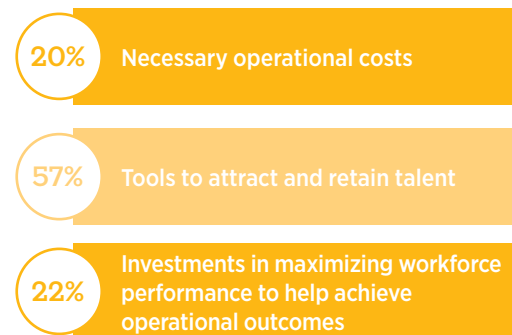 20% Necessary operational costs
57% Tools to attract and retain talent
Investments in maximizing workforce
22% performance to help achieve
operational outcomes